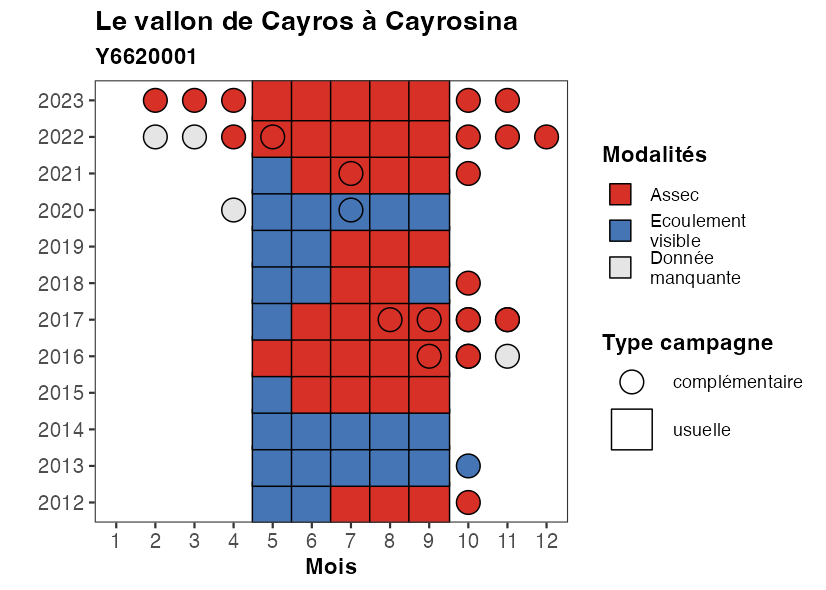 Le vallon de Cayros à Cayrosina
Y6620001
2023
2022
2021
2020
2019
2018
2017
2016
2015
2014
2013
2012
1 2 3 4 5 6 7 8 9 10 11 12
Mois
Modalités
Assec
Ecoulement
visible
Donnée
manquante
Type campagne
complémentaire
usuelle